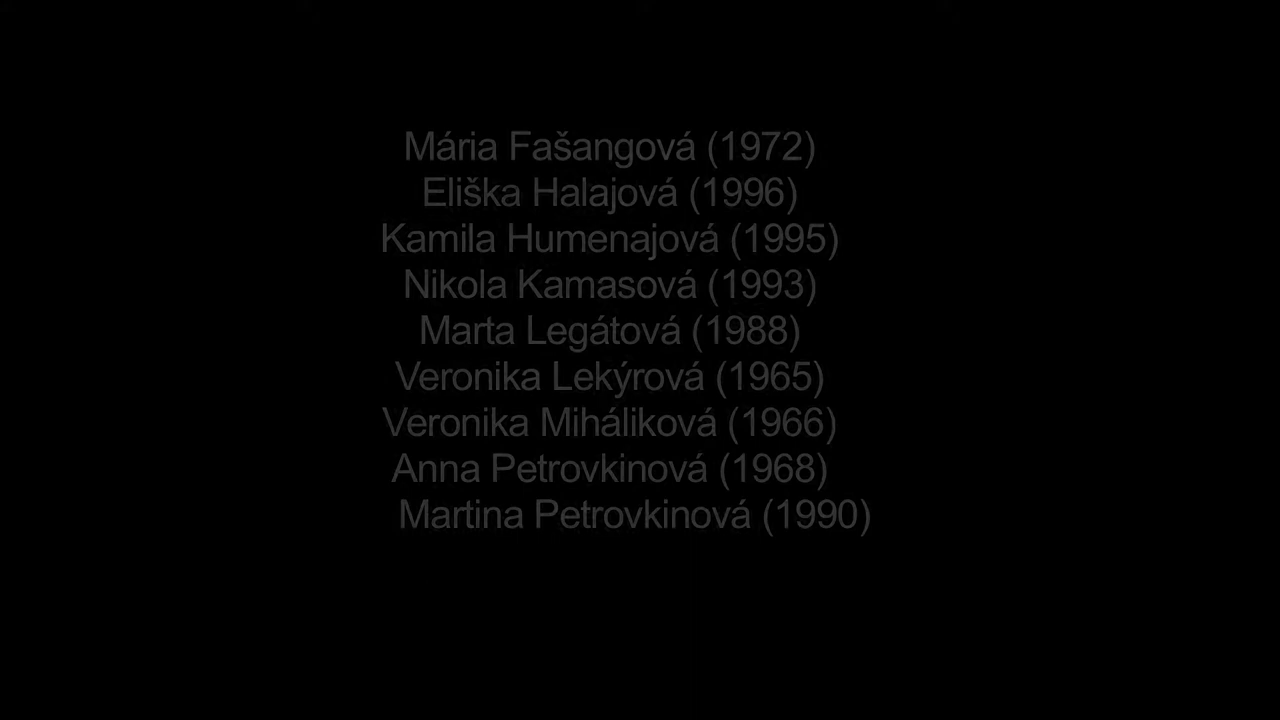 Mária Fašangová (1972)
Eliška Halajová (1996)
Kamila Humenajová (1995)
Nikola Kamasová (1993)
Marta Legátová (1988)
Veronika Lekýrová (1965)
Veronika Miháliková (1966)
Anna Petrovkinová (1968)
Martina Petrovkinová (1990)